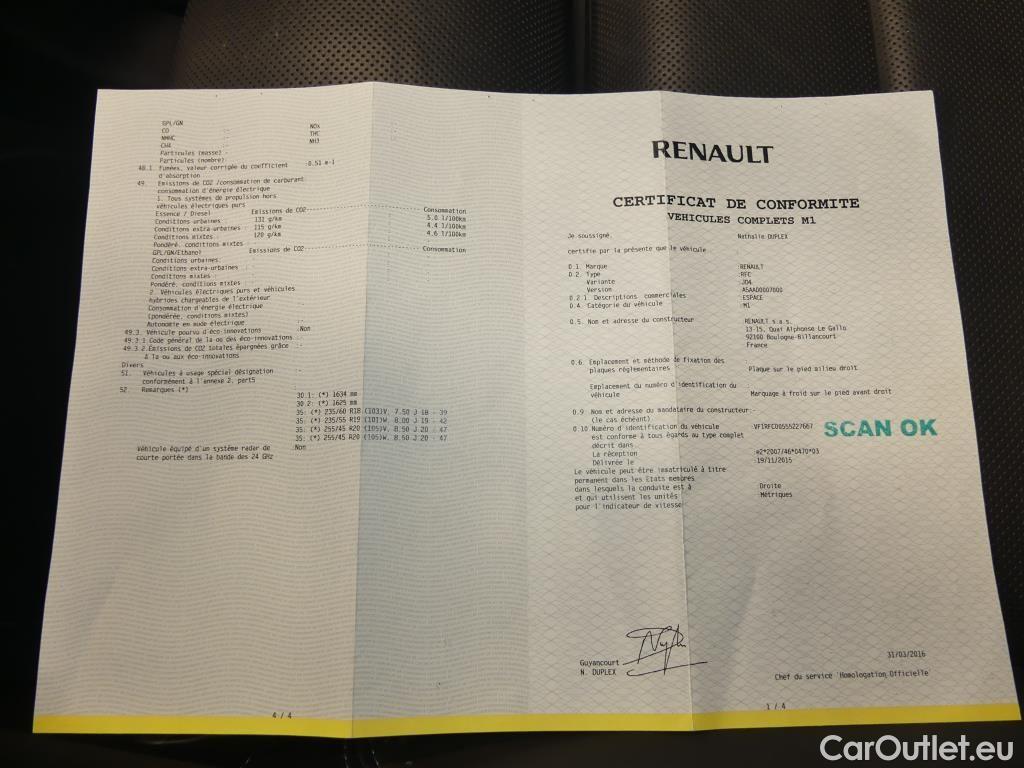 GPL/GN
CO :-
NMHC :-
CH4
NOx
THC
NH3
Particules (masse) :-
Particules (nombre):-
48.1. Fumées, valeur corrigée du coefficient :0.51 m-1
d'absorption
49. Emissions de CO2 /consommation de carburant:
consommation d'énergie électrique
1. Tous systèmes de propulsion hors
véhicules électriques purs
Essence / Diesel Emissions de CO2 Consommation
Conditions urbaines : 131 g/km 5.0 l/100km
Conditions extra-urbaines : 115 g/km 4.4 l/100km
Conditions mixtes : 120 g/km 4.6 l/100km
Pondéré, conditions mixtes :-
GPL/GN/Ethanol Emissions de CO2 Consommation
Conditions urbaines:
Conditions extra-urbaines :
Conditions mixtes :
Pondéré, conditions mixtes :
2. Véhicules électriques purs et véhicules
hybrides chargeables de l'extérieur
Consommation d'énergie électrique
(pondérée, conditions mixtes)
Autonomie en mode électrique :-
49.3. Véhicule pourvu d'éco-innovations :Non
49.3.1.Code général de la ou des éco-innovations :-
49.3.2.Emissions de CO2 totales épargnées grâce :-
à la ou aux éco-innovations
Divers
51. Véhicules à usage spécial désignation :-
conformément à l'annexe 2, part5
52. Remarques (*) :
30.1: (*) 1634 mm
30.2: (*) 1625 mm
35: (*) 235/60 R18 (103)V, 7.50 J 18 - 39
35: (*) 235/55 R19 (101)V, 8.00 J 19 - 42
35: (*) 255/45 R20 (105)W, 8.50 J 20 - 47
35: (*) 255/45 R20 (105)V, 8.50 J 20 - 47
Véhicule équipé d'un système radar de :Non
courte portée dans la bande des 24 GHz
4 / 4
RENAULT
CERTIFICAT DE CONFORMITE
VEHICULES COMPLETS M1
Je soussigné, Nathalie DUPLEX
certifie par la présente que le véhicule
0.1. Marque :RENAULT
0.2. Type :RFC
Variante :JD4
Version :A5AAD007000
0.2.1. Descriptions commerciales :ESPACE
0.4. Catégorie du véhicule :M1
0.5. Nom et adresse du constructeur :RENAULT s.a.s.
13-15, Quai Alphonse Le Gallo
92100 Boulogne-Billancourt
France
0.6. Emplacement et méthode de fixation des
plaques réglementaires :Plaque sur le pied milieu droit
Emplacement du numéro d'identification du
véhicule :Marquage à froid sur le pied avant droit
0.9. Nom et adresse du mandataire du constructeur :-
(le cas échéant)
0.10 Numéro d'identification du véhicule :VF1RFCD0555227667
SCAN OK
est conforme à tous égards au type complet
décrit dans
La réception :e2*2007/46*0470*03
Délivrée le :19/11/2015
Le véhicule peut être immatriculé à titre
permanent dans les Etats membres
dans lesquels la conduite est à :Droite
et qui utilisent les unités :Métriques
pour l'indicateur de vitesse
Guyancourt
N. DUPLEX
31/03/2016
Chef du service 'Homologation Officielle'
1 / 4
CarOutlet.eu